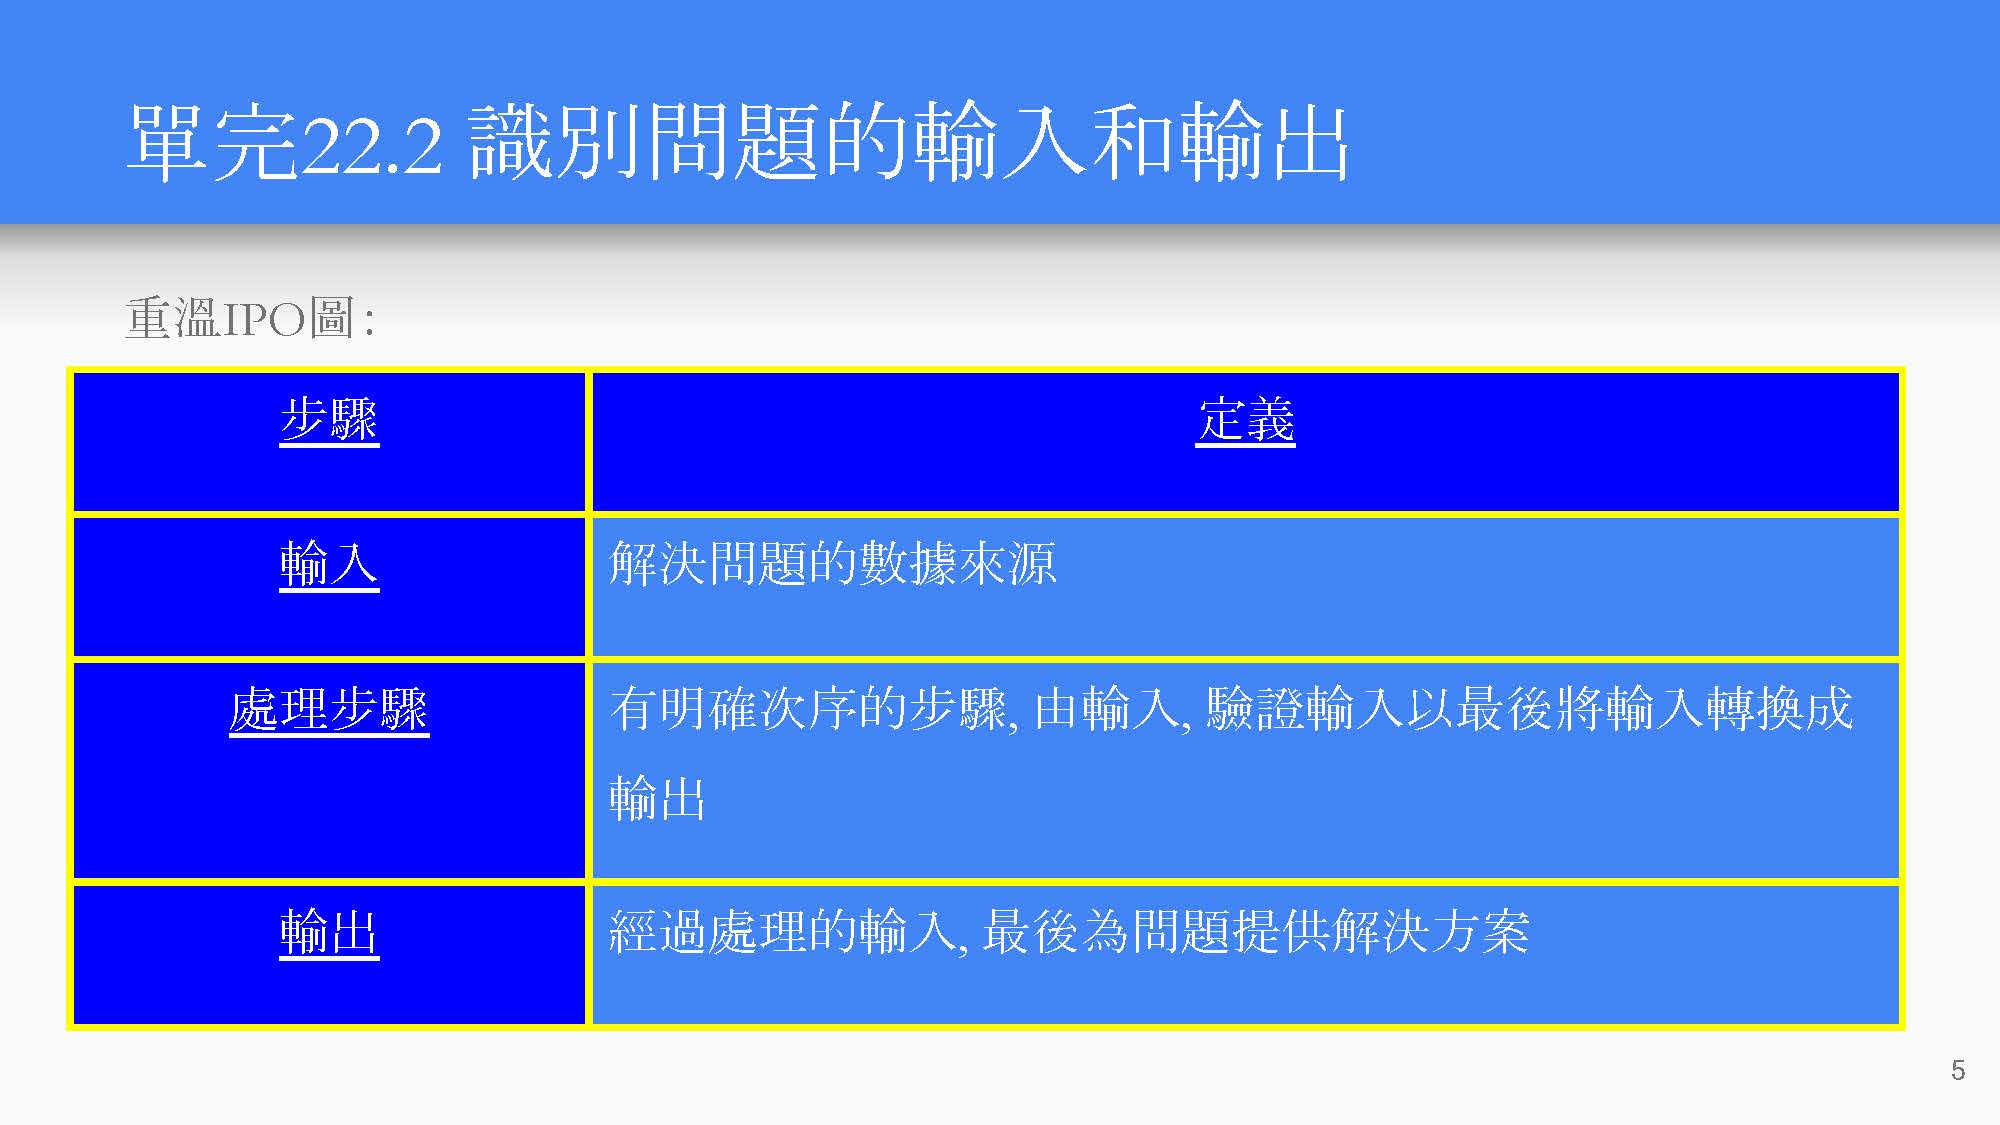 單完22.2 識別問題的輸入和輸出
重溫IPO圖：
步驟
定義
輸入
解決問題的數據來源
處理步驟
有明確次序的步驟, 由輸入, 驗證輸入以最後將輸入轉換成
輸出
輸出
經過處理的輸入, 最後為問題提供解決方案
5